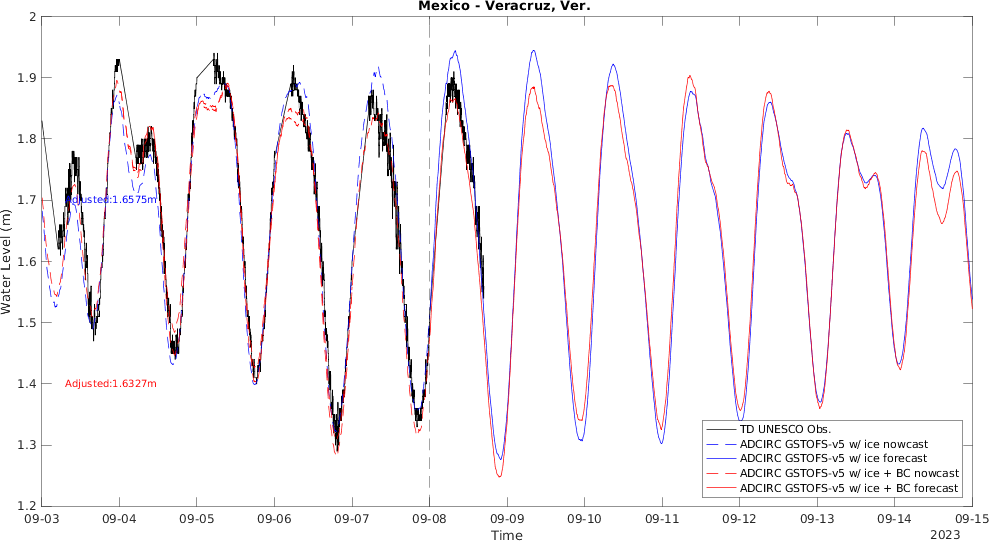 Mexico - Veracruz, Ver.
2
1.9
1.8
1.7
1.6
1.5
1.4
1.3
1.2
Water Level (m)
Adjusted:1.6575m
Adjusted:1.6327m
TD UNESCO Obs.
ADCIRC GSTOFS-v5 w/ ice nowcast
ADCIRC GSTOFS-v5 w/ ice forecast
ADCIRC GSTOFS-v5 w/ ice + BC nowcast
ADCIRC GSTOFS-v5 w/ ice + BC forecast
09-03 09-04 09-05 09-06 09-07 09-08 09-09 09-10 09-11 09-12 09-13 09-14 09-15
Time
2023